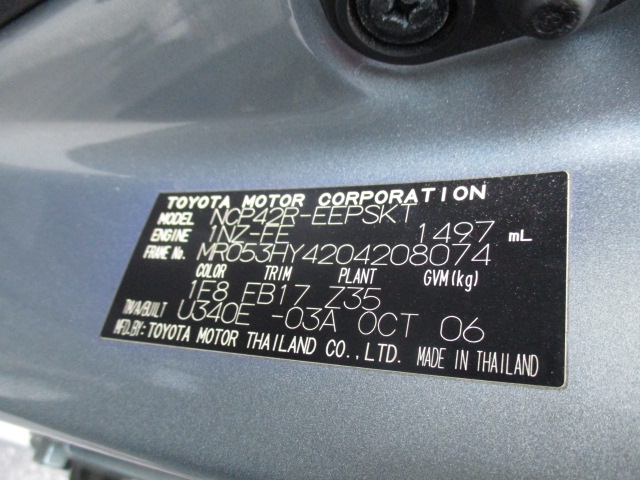 TOYOTA MOTOR CORPORATION
MODEL NCP42R-EEPSKT
ENGINE 1NZ-FE 1497 mL
FRAME No. MR053HY4204208074
COLOR TRIM PLANT GVM(kg)
1F8 FB17 Z35
TM/A/BUILT U340E -03A OCT 06
MFD.BY: TOYOTA MOTOR THAILAND CO.,LTD. MADE IN THAILAND